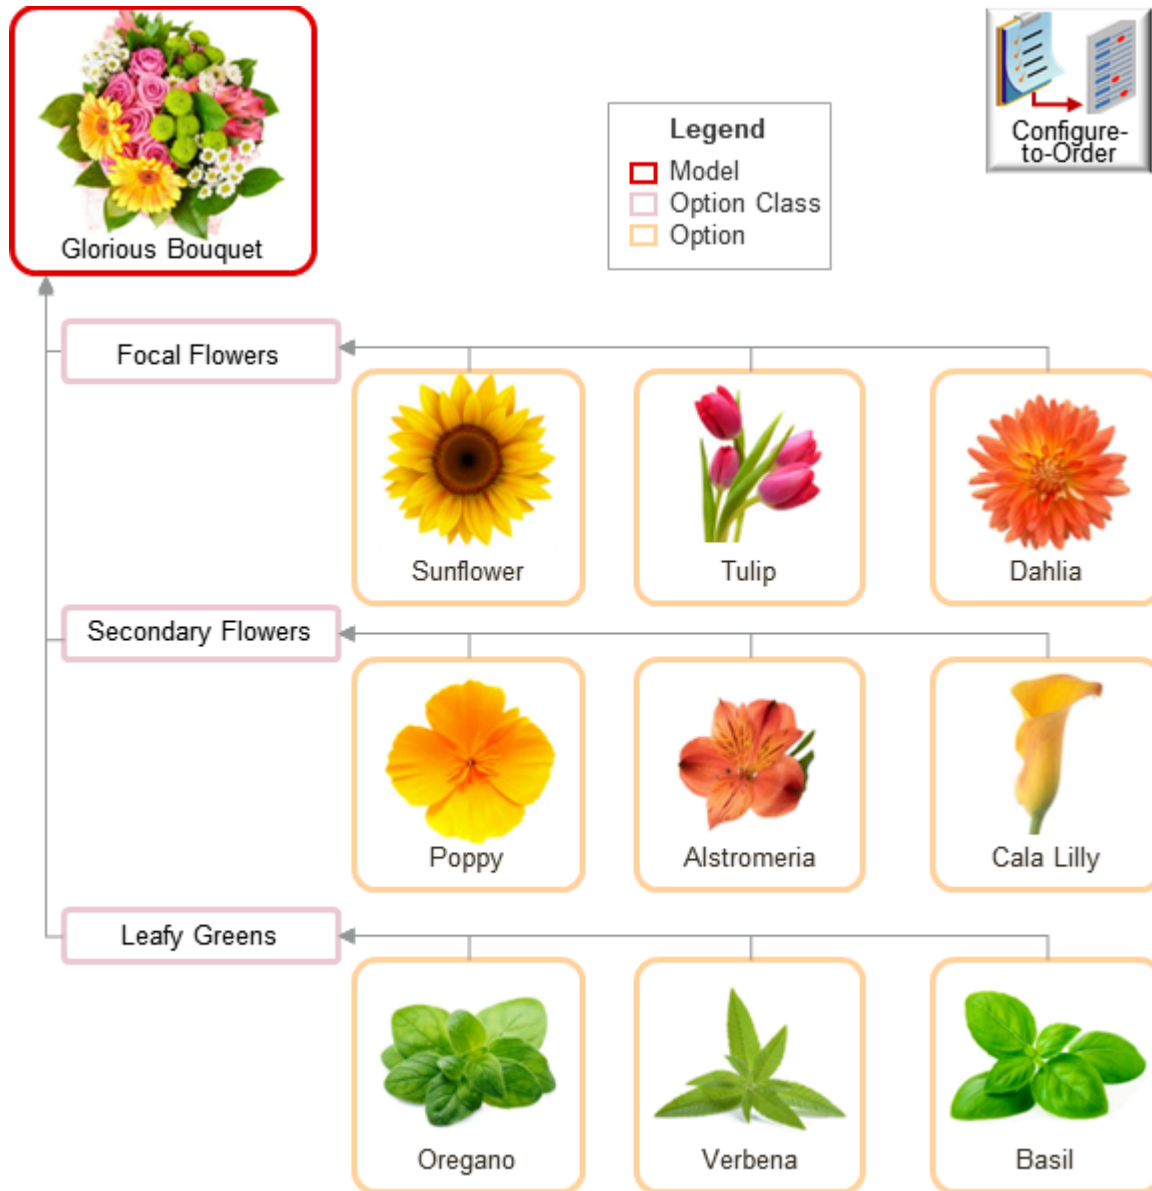 Glorious Bouquet
Legend
Model
Option Class
Option
Configure-
to-Order
Focal Flowers
Sunflower
Tulip
Dahlia
Secondary Flowers
Poppy
Alstromeria
Cala Lilly
Leafy Greens
Oregano
Verbena
Basil